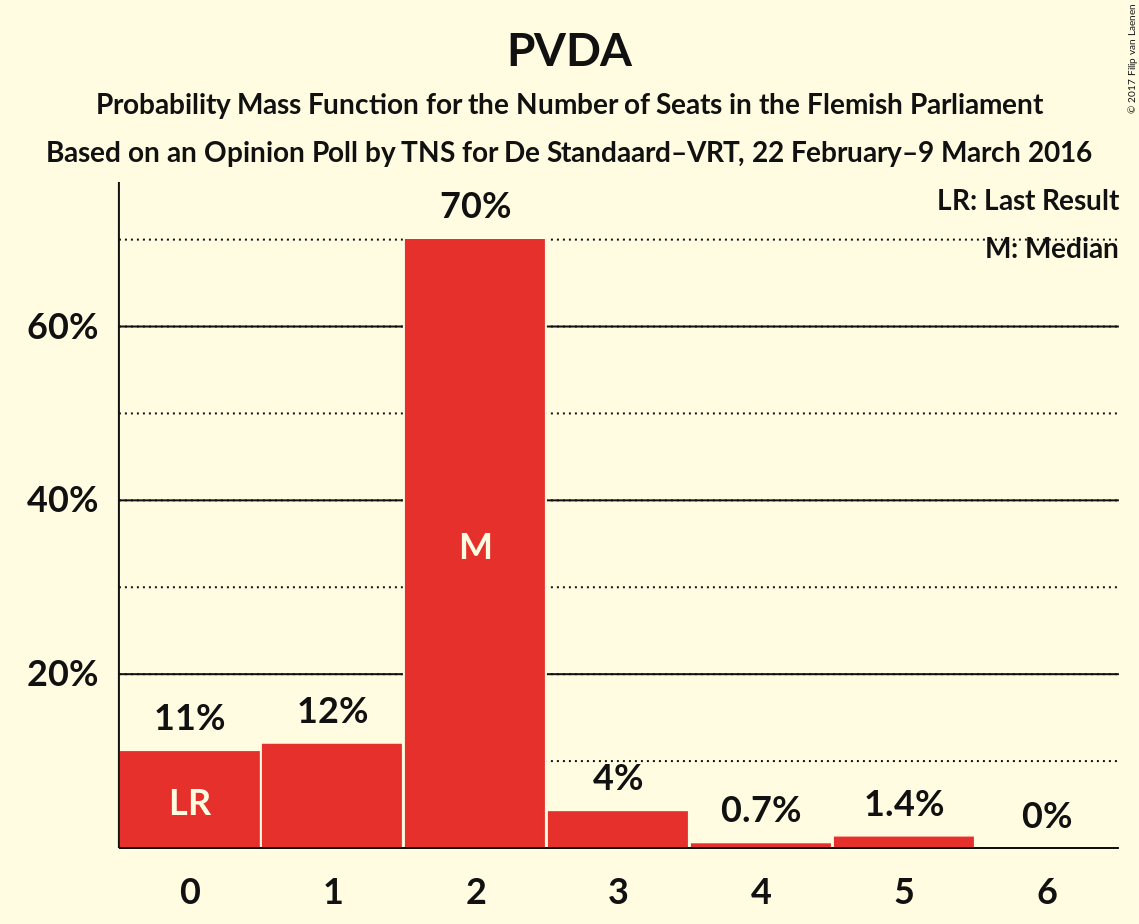 PVDA
Probability Mass Function for the Number of Seats in the Flemish Parliament
Based on an Opinion Poll by TNS for De Standaard–VRT, 22 February–9 March 2016
© 2017 Filip van Laenen
LR: Last Result
M: Median
70%
60%
40%
20%
M
11%
12%
4%
0.7%
1.4%
0%
LR
0 1 2 3 4 5 6